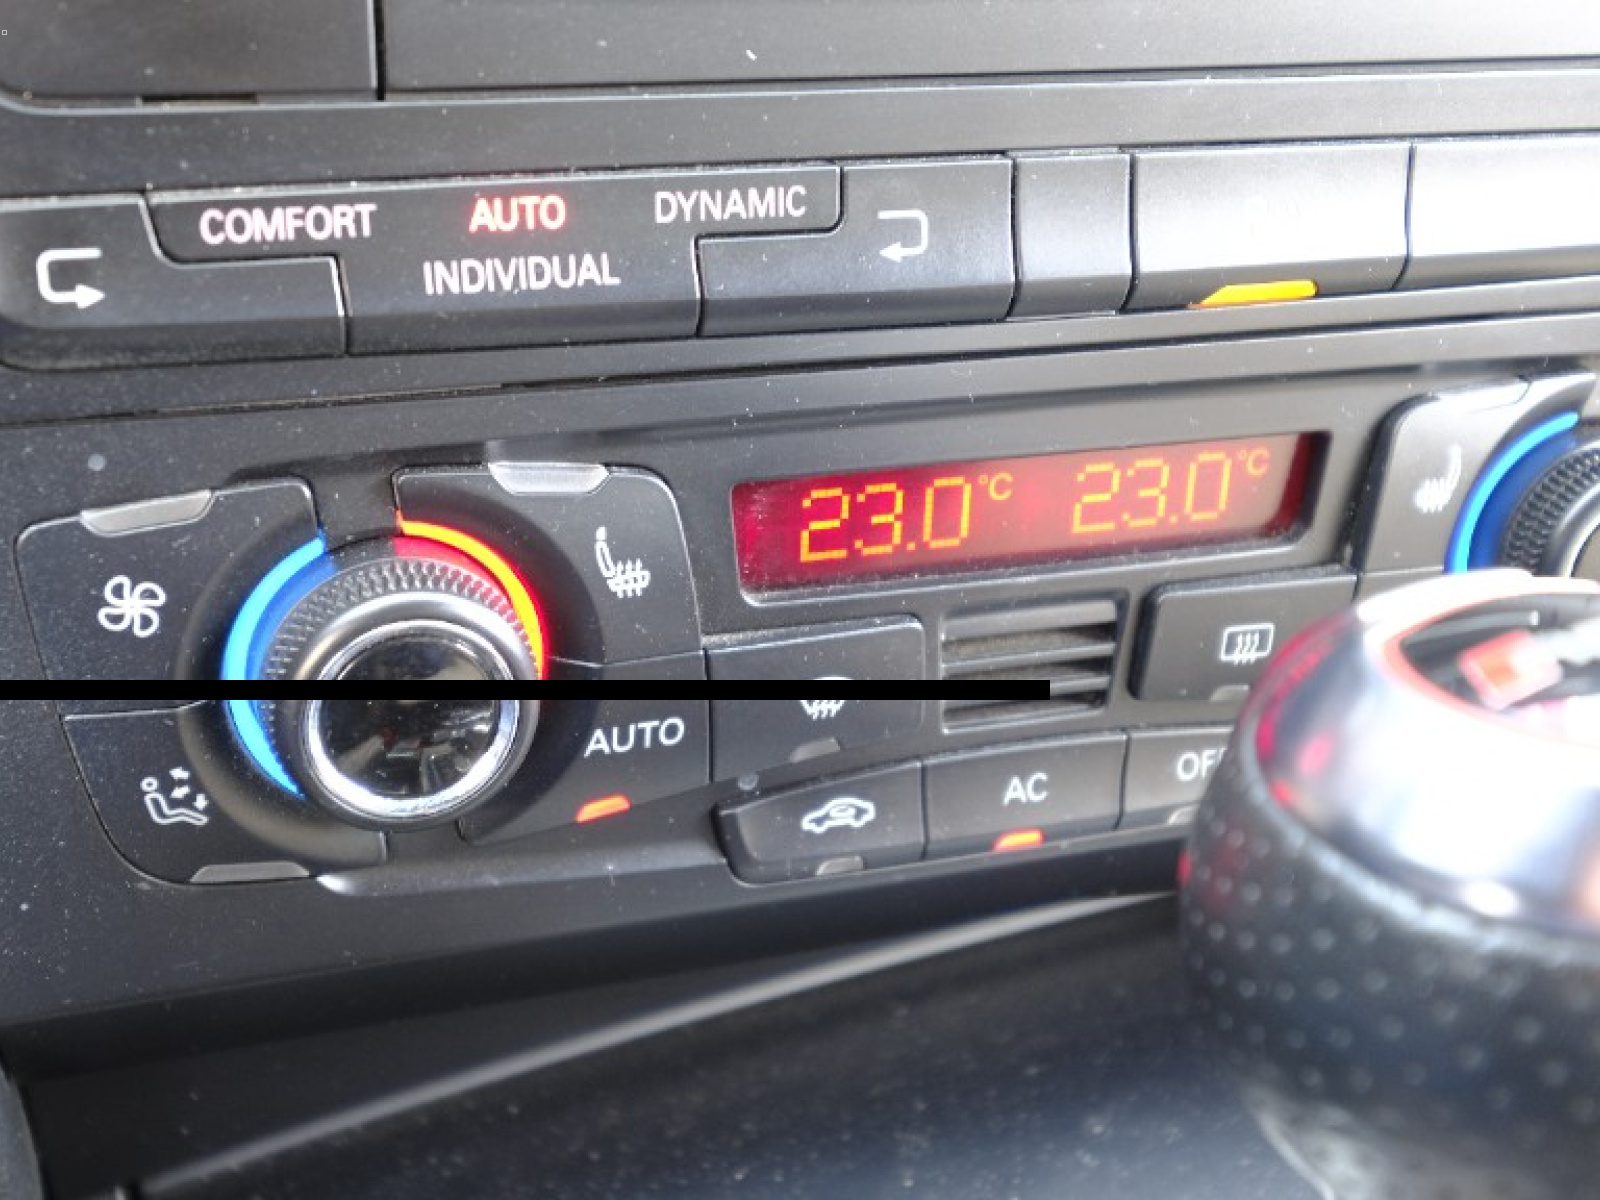 COMFORT AUTO DYNAMIC
INDIVIDUAL
23.0°C 23.0°C
AUTO
AC